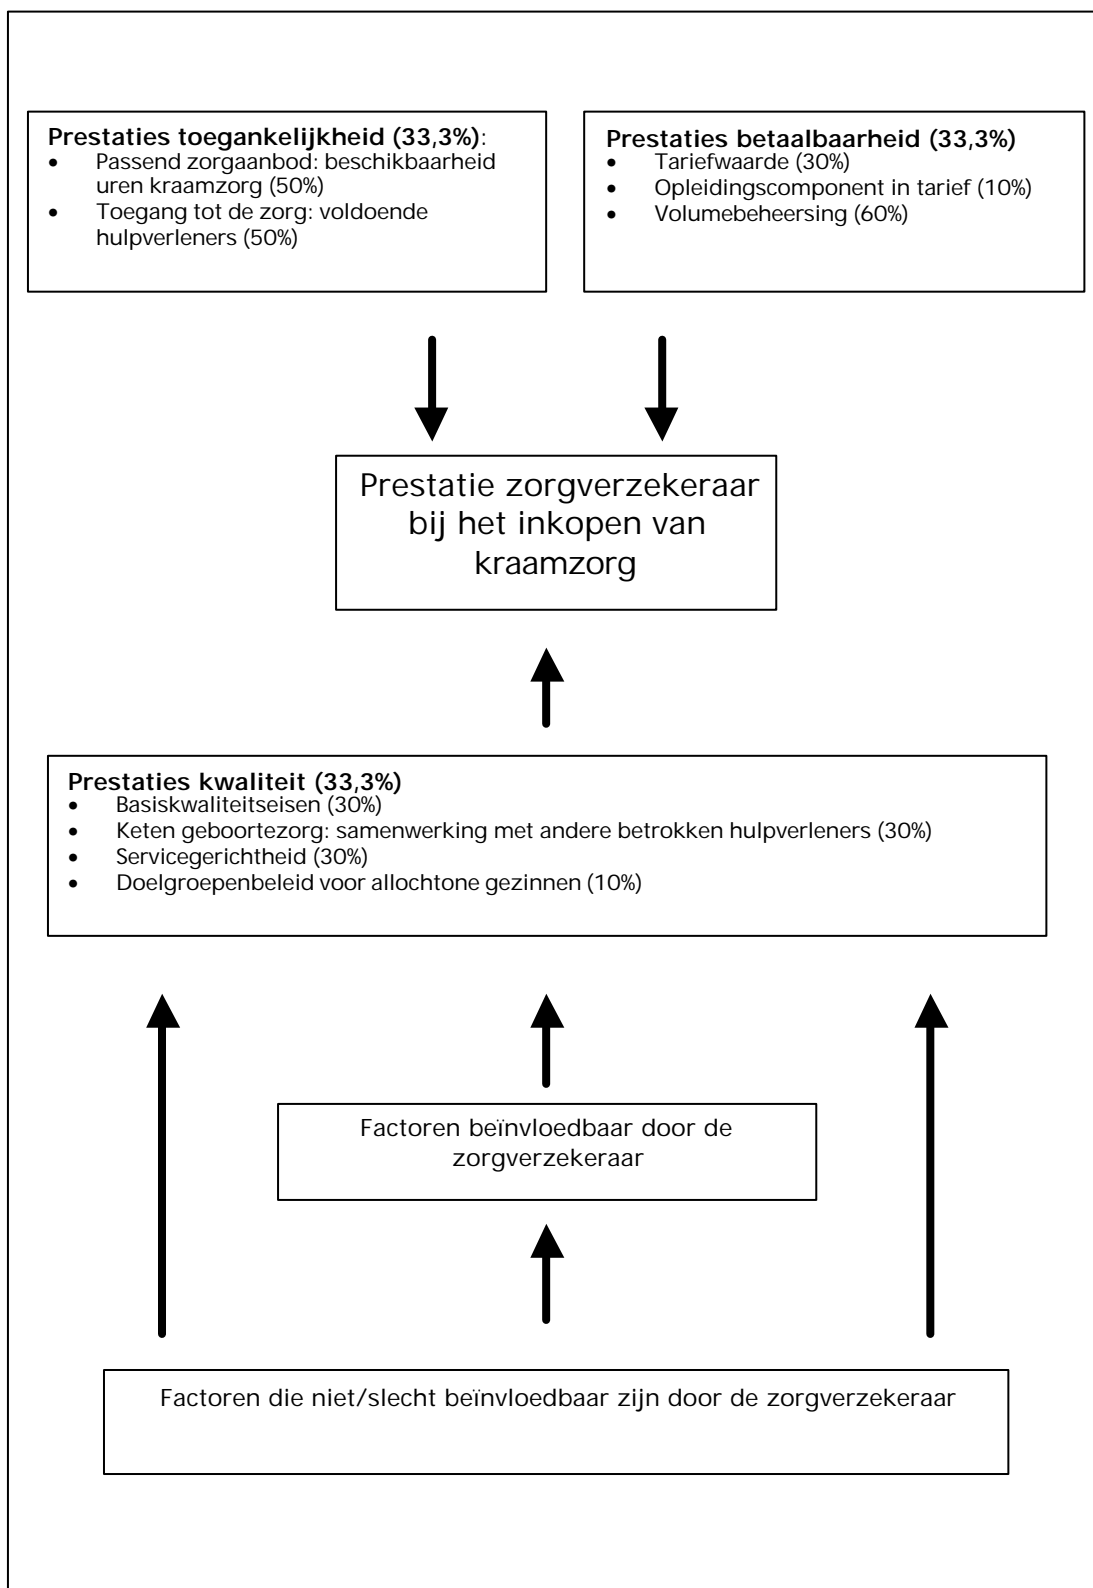 Prestaties toegankelijkheid (33,3%):
• Passend zorgaanbod: beschikbaarheid
uren kraamzorg (50%)
• Toegang tot de zorg: voldoende
hulpverleners (50%)
Prestaties betaalbaarheid (33,3%)
• Tariefwaarde (30%)
• Opleidingscomponent in tarief (10%)
• Volumebeheersing (60%)
Prestatie zorgverzekeraar
bij het inkopen van
kraamzorg
Prestaties kwaliteit (33,3%)
• Basiskwaliteitseisen (30%)
• Keten geboortezorg: samenwerking met andere betrokken hulpverleners (30%)
• Servicegerichtheid (30%)
• Doelgroepenbeleid voor allochtone gezinnen (10%)
Factoren beïnvloedbaar door de
zorgverzekeraar
Factoren die niet/slecht beïnvloedbaar zijn door de zorgverzekeraar